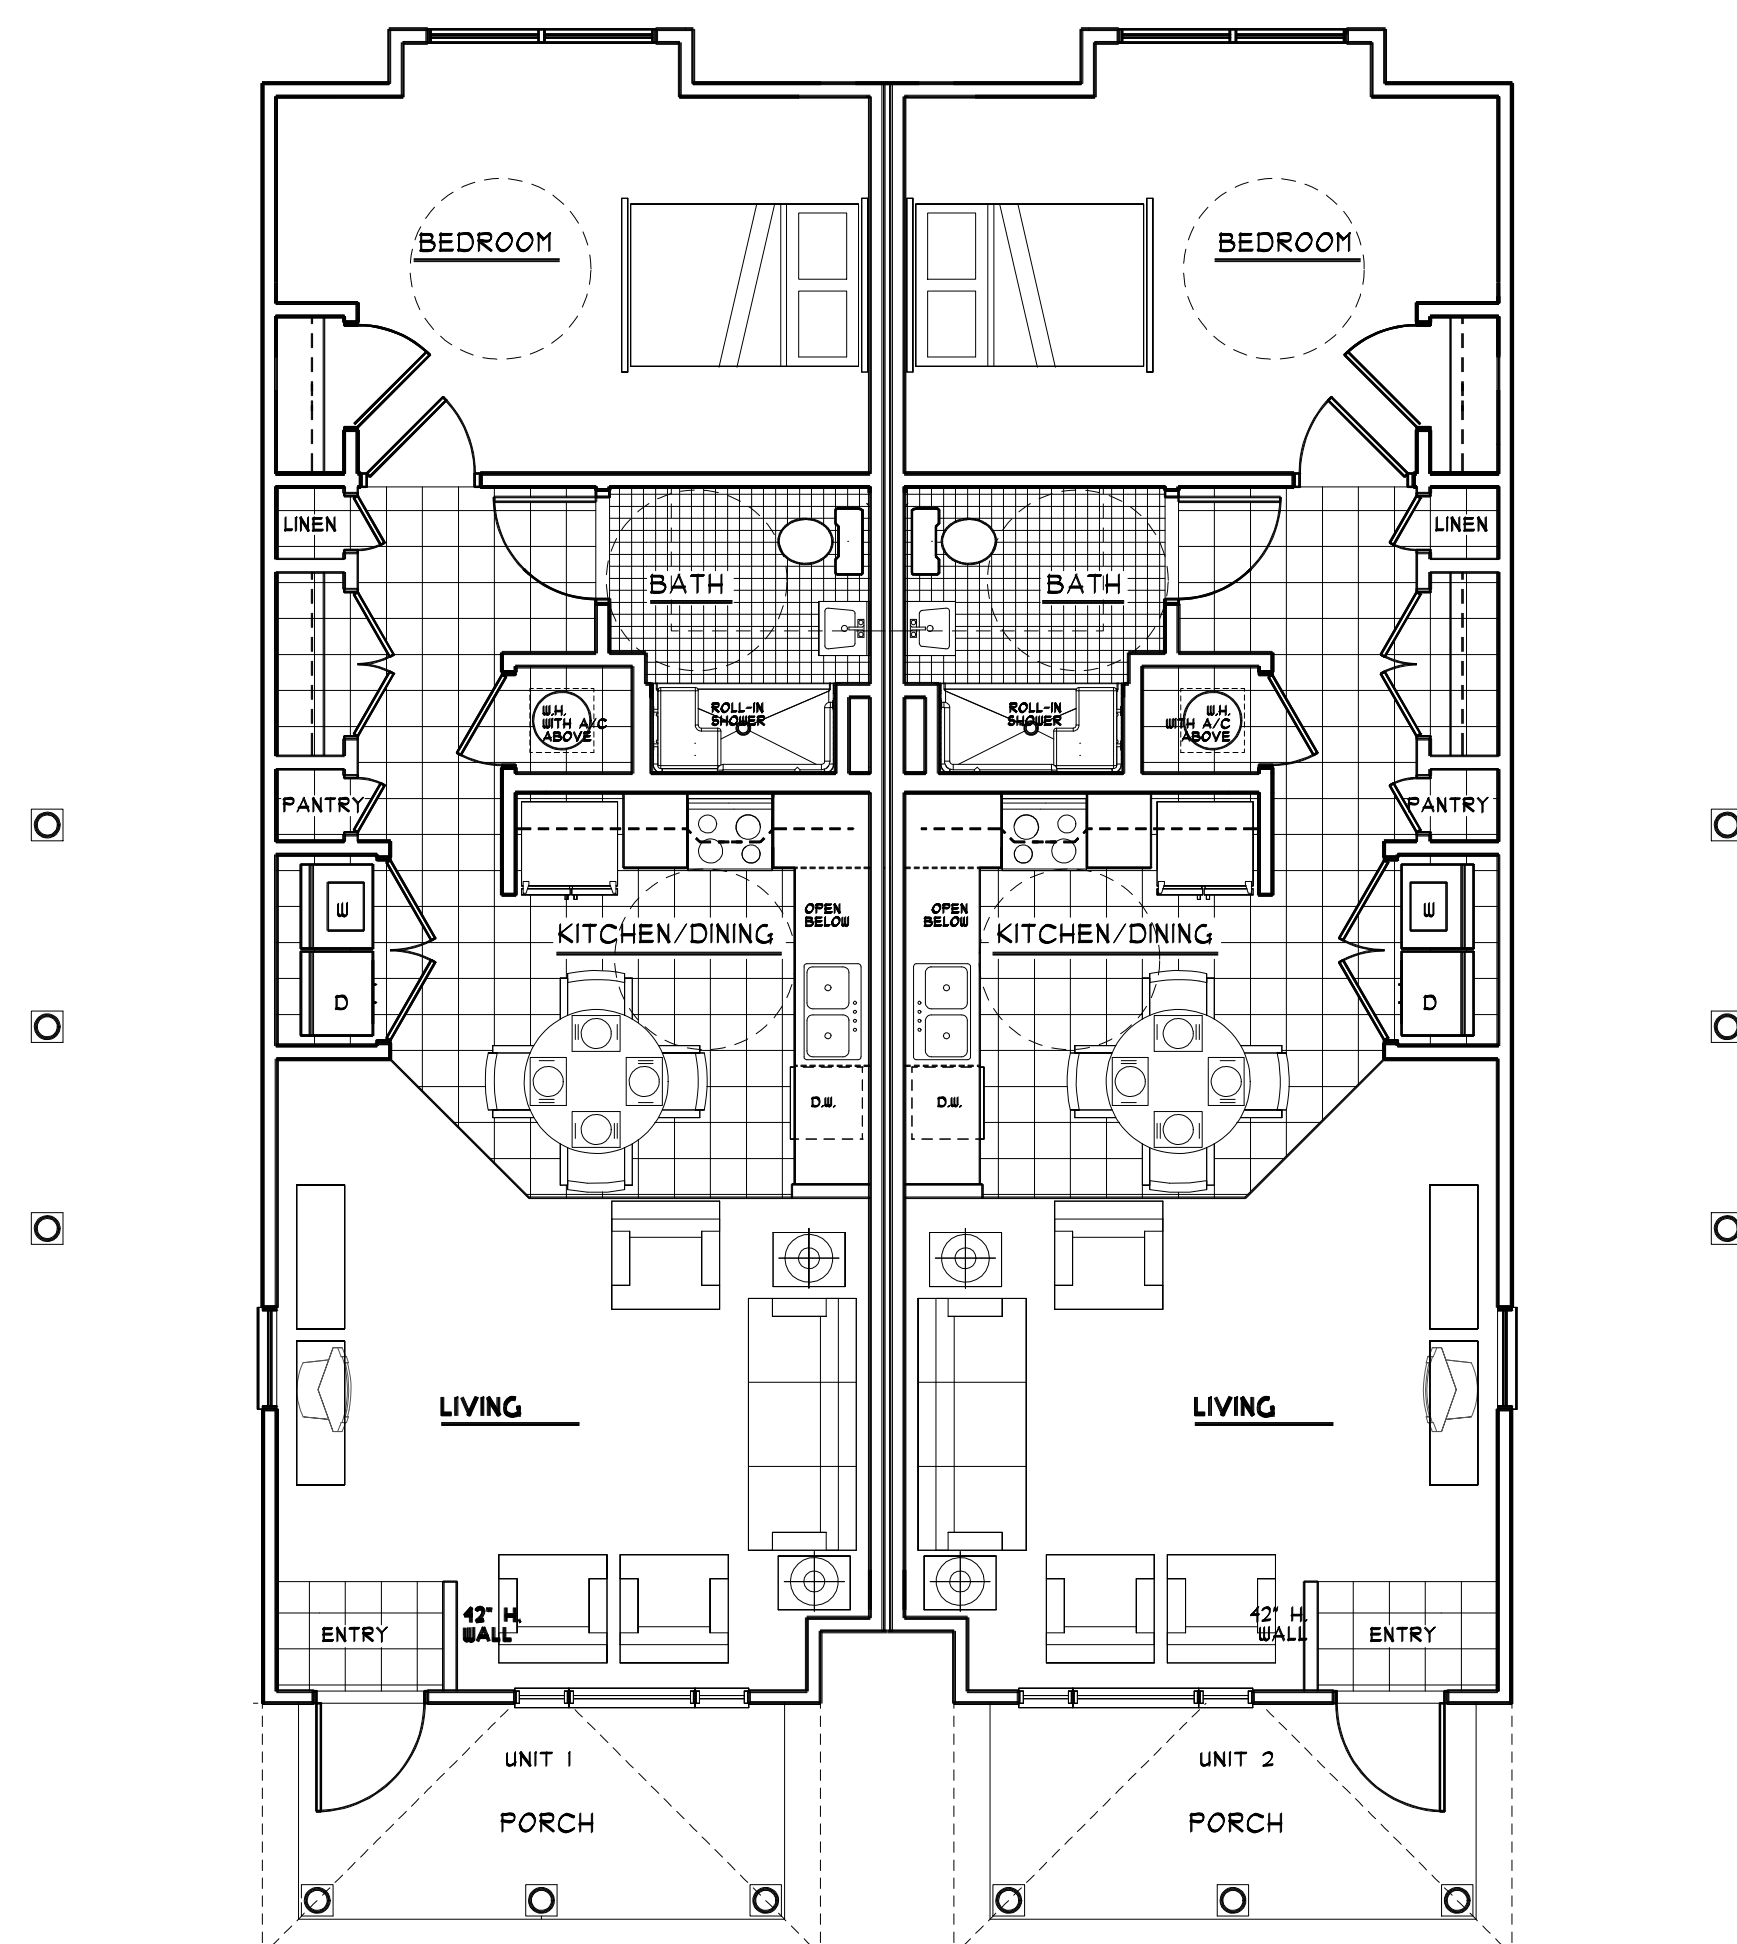 BEDROOM
BEDROOM
LINEN
LINEN
BATH
BATH
W.H.
WITH A/C
ABOVE
ROLL-IN
SHOWER
ROLL-IN
SHOWER
W.H.
WITH A/C
ABOVE
PANTRY
PANTRY
W
OPEN
BELOW
OPEN
BELOW
W
KITCHEN/DINING
KITCHEN/DINING
D
D
D.W.
D.W.
LIVING
LIVING
ENTRY
42" H.
WALL
42" H.
WALL
ENTRY
UNIT 1
UNIT 2
PORCH
PORCH